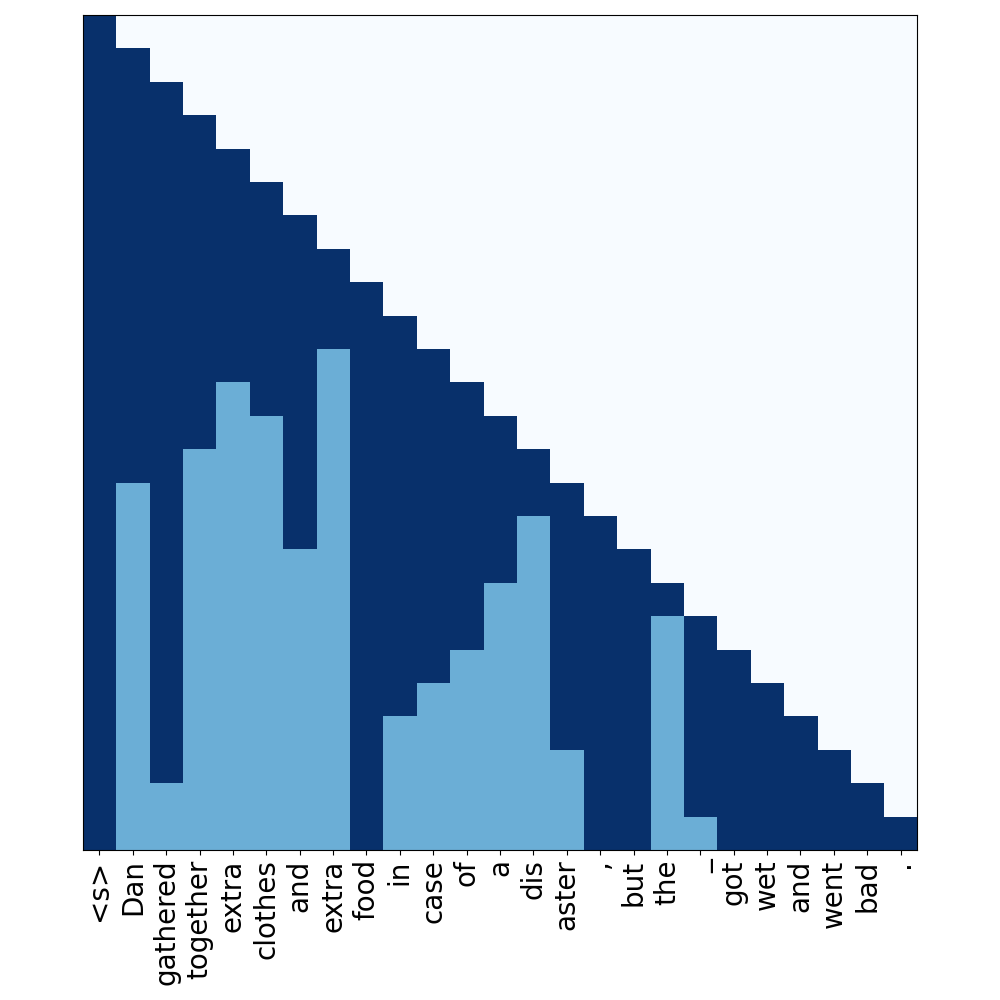 <s> Dan gathered together extra clothes and extra food in case of a dis aster , but the _ got wet and went bad .